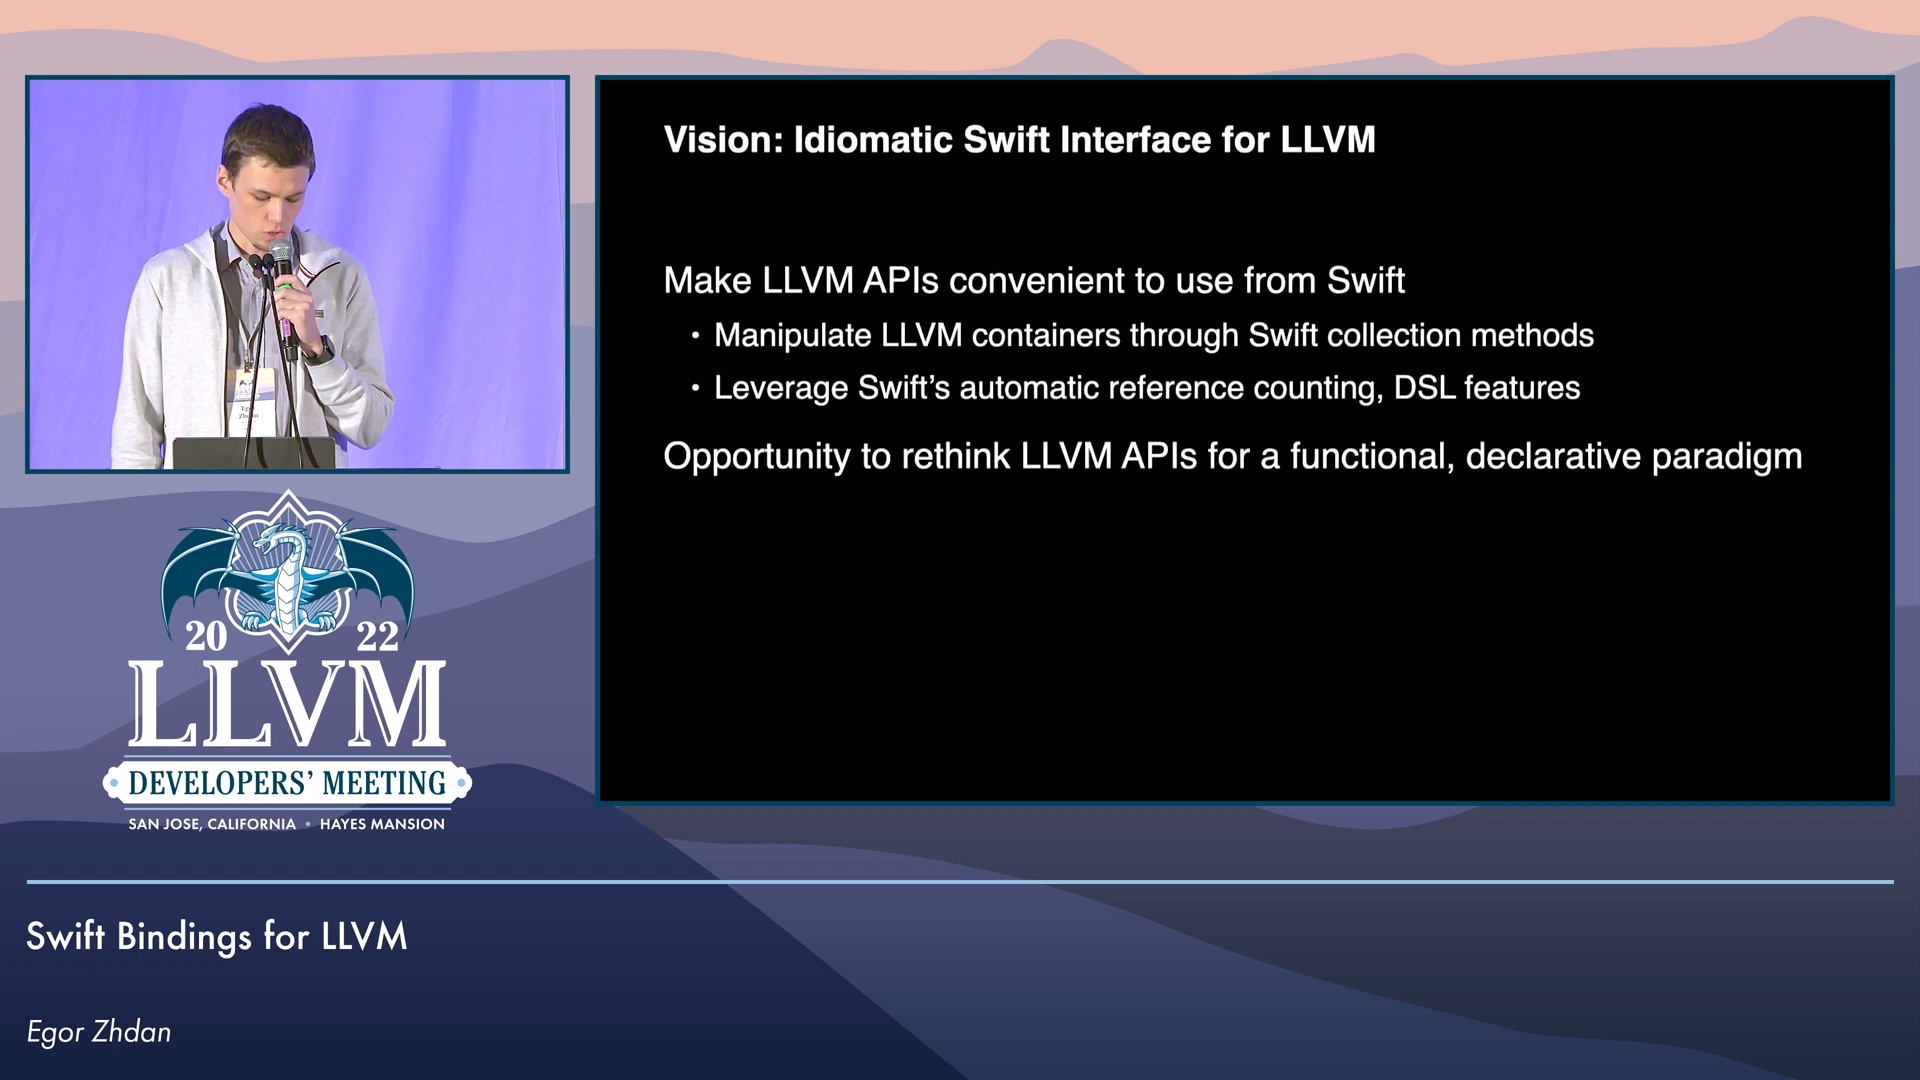 Vision: Idiomatic Swift Interface for LLVM
Make LLVM APIs convenient to use from Swift
• Manipulate LLVM containers through Swift collection methods
• Leverage Swift’s automatic reference counting, DSL features
Opportunity to rethink LLVM APIs for a functional, declarative paradigm
Egor
Zhdan
20 22
LLVM
DEVELOPERS’ MEETING
SAN JOSE, CALIFORNIA • HAYES MANSION
Swift Bindings for LLVM
Egor Zhdan